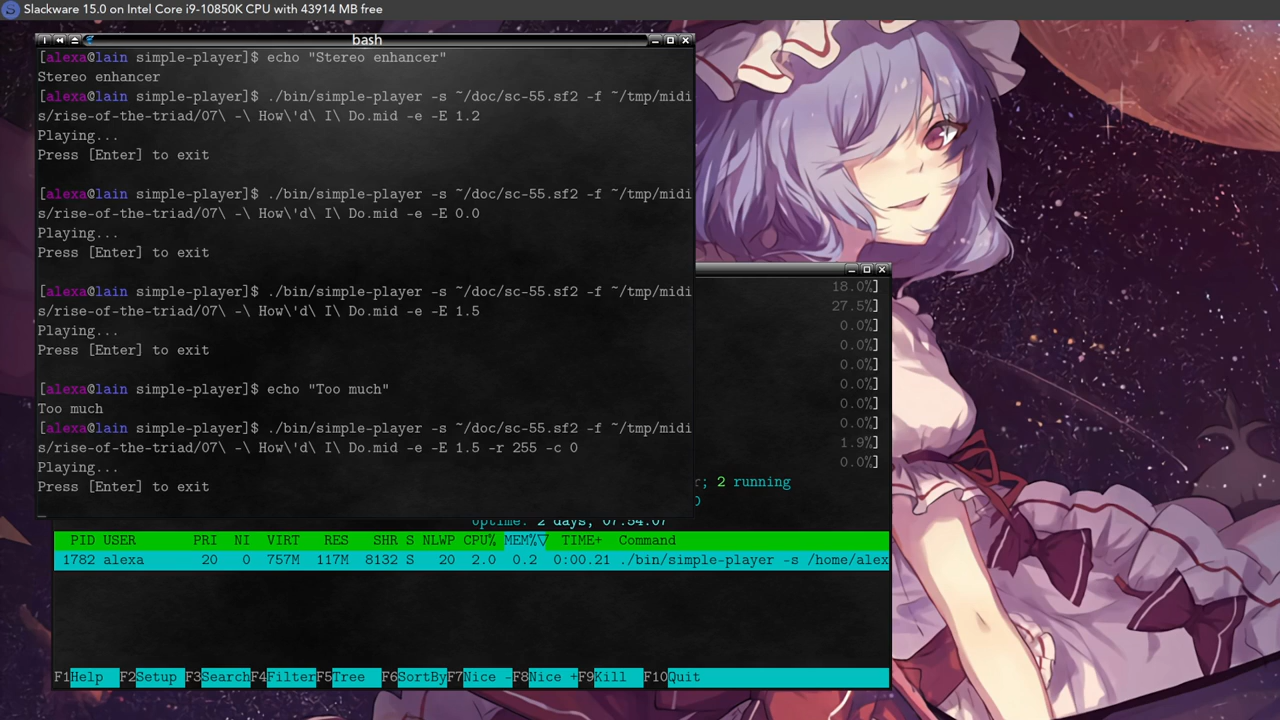 Slackware 15.0 on Intel Core i9-10850K CPU with 43914 MB free
bash
[alexa@lain simple-player]$ echo "Stereo enhancer"
Stereo enhancer
[alexa@lain simple-player]$ ./bin/simple-player -s ~/doc/sc-55.sf2 -f ~/tmp/midi
s/rise-of-the-triad/07\ -\ How\'d\ I\ Do.mid -e -E 1.2
Playing...
Press [Enter] to exit
[alexa@lain simple-player]$ ./bin/simple-player -s ~/doc/sc-55.sf2 -f ~/tmp/midi
s/rise-of-the-triad/07\ -\ How\'d\ I\ Do.mid -e -E 0.0
Playing...
Press [Enter] to exit
[alexa@lain simple-player]$ ./bin/simple-player -s ~/doc/sc-55.sf2 -f ~/tmp/midi
s/rise-of-the-triad/07\ -\ How\'d\ I\ Do.mid -e -E 1.5
Playing...
Press [Enter] to exit
[alexa@lain simple-player]$ echo "Too much"
Too much
[alexa@lain simple-player]$ ./bin/simple-player -s ~/doc/sc-55.sf2 -f ~/tmp/midi
s/rise-of-the-triad/07\ -\ How\'d\ I\ Do.mid -e -E 1.5 -r 255 -c 0
Playing...
Press [Enter] to exit
18.0%]
27.5%]
0.0%]
0.0%]
0.0%]
0.0%]
0.0%]
0.0%]
1.9%]
0.0%]
; 2 running
Uptime: 2 days, 07:54:07
PID USER PRI NI VIRT RES SHR S NLWP CPU% MEM%▽ TIME+ Command
1782 alexa 20 0 757M 117M 8132 S 20 2.0 0.2 0:00.21 ./bin/simple-player -s /home/alex
F1Help F2Setup F3SearchF4FilterF5Tree F6SortByF7Nice -F8Nice +F9Kill F10Quit